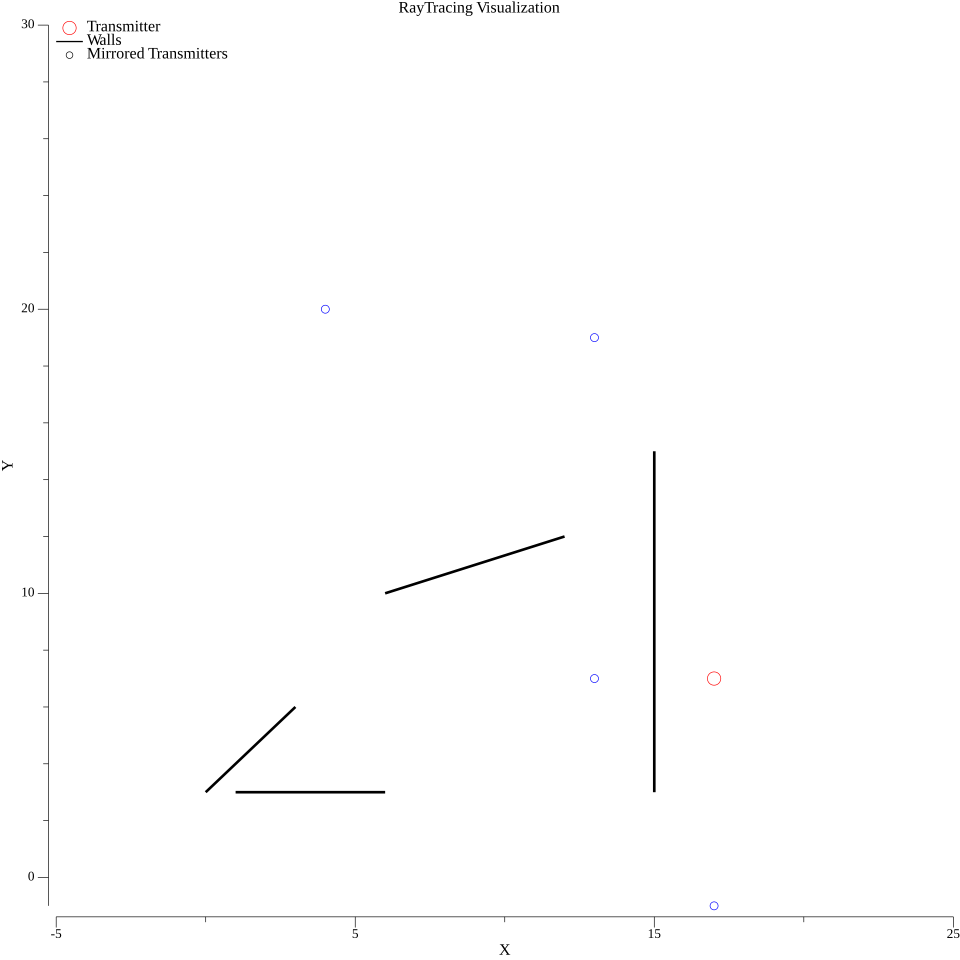 RayTracing Visualization
Transmitter
Walls
Mirrored Transmitters
30
20
10
0
Y
-5 5 15 25
X